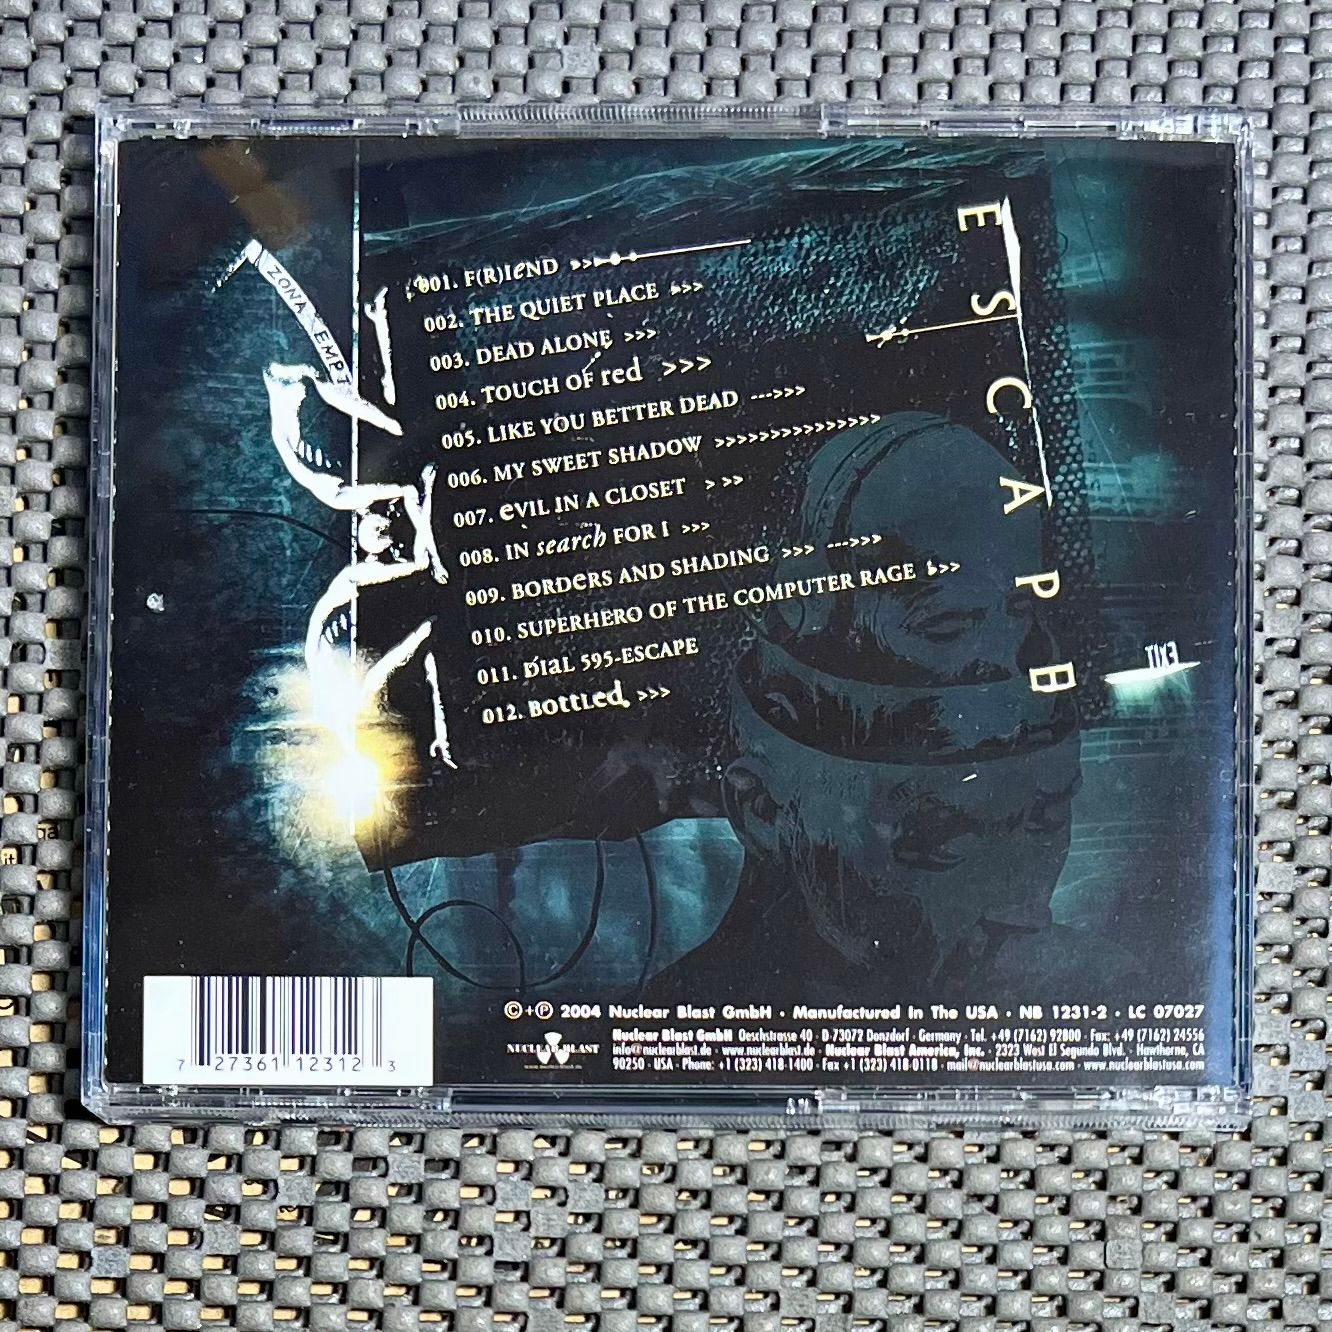 001. F(R)IeND >>
002. THE QUIET PLACE >>>
003. DEAD ALONE >>>
004. TOUCH OF red >>>
005. LIKE YOU BETTER DEAD --->>>
006. MY SWEET SHADOW >>>>>>>>>>>>>>>
007. eVIL IN A CLOSET > >>
008. IN search FOR I >>>
009. BORDeRS AND SHADING >>> --->>>
010. SUPERHERO OF THE COMPUTER RAGE >>>
011. DiaL 595-ESCAPE
012. BOTTLeD >>>
ESCAPE
ZONA EMPT
EXIT
7 27361 12312 3
©+℗ 2004 Nuclear Blast GmbH · Manufactured In The USA · NB 1231-2 · LC 07027
NUCLEAR BLAST
Nuclear Blast GmbH Oeschstrasse 40 · D-73072 Donzdorf · Germany · Tel. +49 (7162) 92800 · Fax: +49 (7162) 24556
info@nuclearblast.de · www.nuclearblast.de · Nuclear Blast America, Inc. · 2323 West El Segundo Blvd. · Hawthorne, CA
90250 · USA · Phone: +1 (323) 418-1400 · Fax +1 (323) 418-0118 · mail@nuclearblastusa.com · www.nuclearblastusa.com